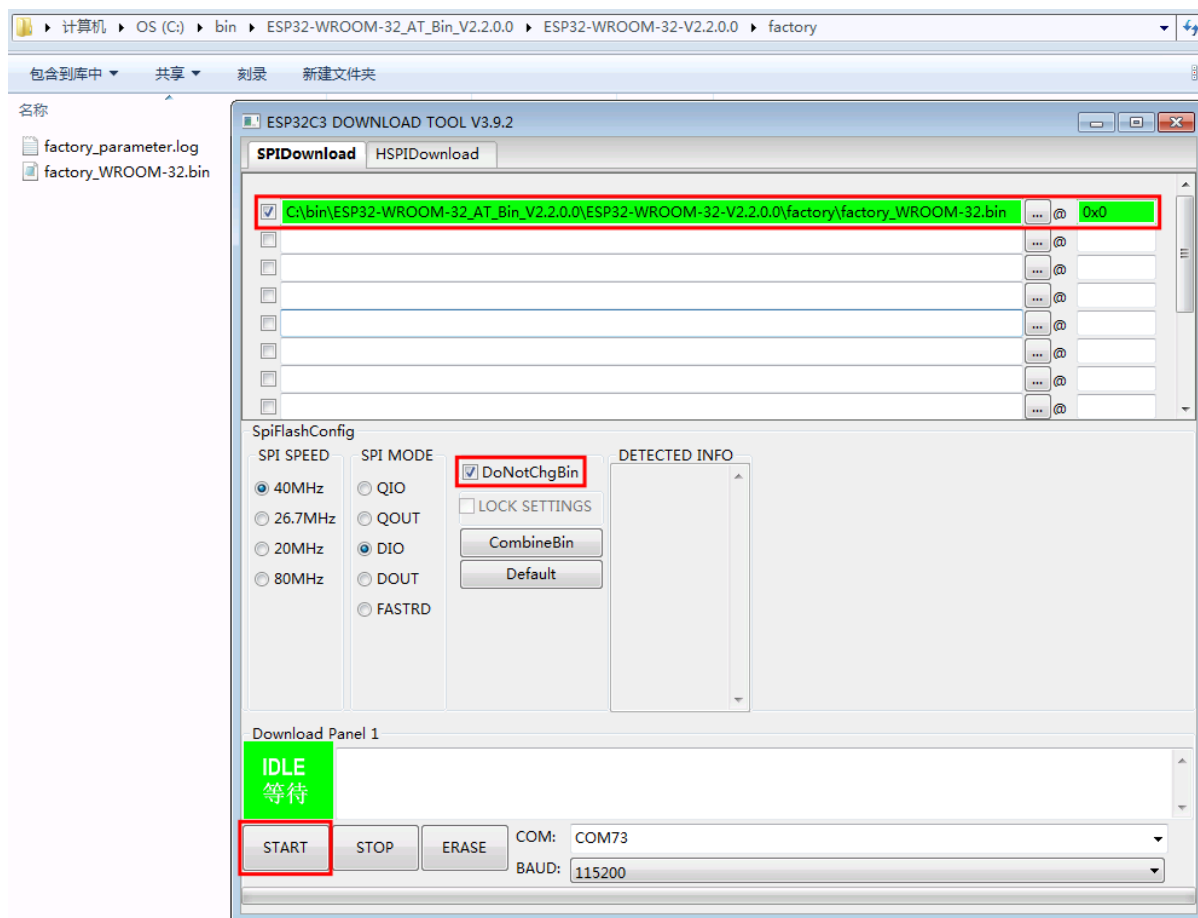 计算机 ▸ OS (C:) ▸ bin ▸ ESP32-WROOM-32_AT_Bin_V2.2.0.0 ▸ ESP32-WROOM-32-V2.2.0.0 ▸ factory
包含到库中 共享 刻录 新建文件夹
名称
factory_parameter.log
factory_WROOM-32.bin
ESP32C3 DOWNLOAD TOOL V3.9.2
SPIDownload HSPIDownload
C:\bin\ESP32-WROOM-32_AT_Bin_V2.2.0.0\ESP32-WROOM-32-V2.2.0.0\factory\factory_WROOM-32.bin ... @ 0x0
... @
... @
... @
... @
... @
... @
... @
SpiFlashConfig
SPI SPEED SPI MODE DETECTED INFO
DoNotChgBin
40MHz QIO
LOCK SETTINGS
26.7MHz QOUT
CombineBin
20MHz DIO
Default
80MHz DOUT
FASTRD
Download Panel 1
IDLE
等待
START STOP ERASE
COM: COM73
BAUD: 115200